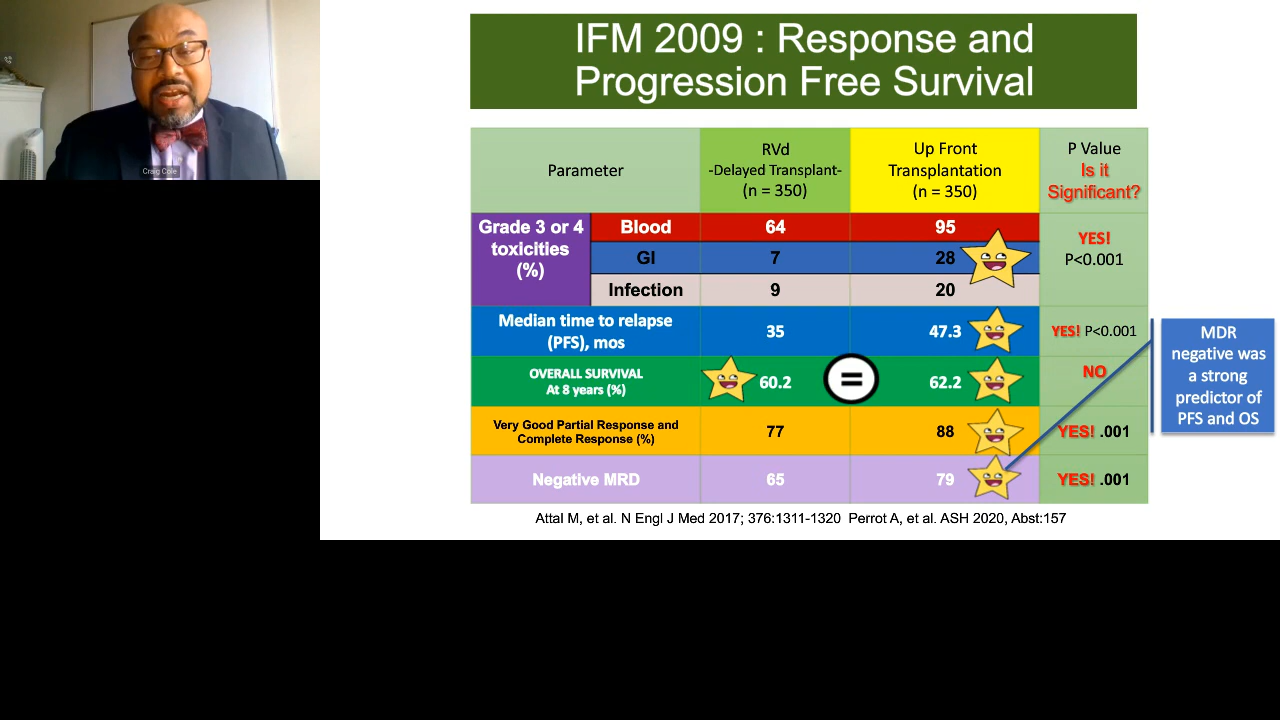 Craig Cole
IFM 2009 : Response and
Progression Free Survival
Parameter
RVd
-Delayed Transplant-
(n = 350)
Up Front
Transplantation
(n = 350)
P Value
Is it
Significant?
Grade 3 or 4
toxicities
(%)
Blood
64
95
GI
7
28
Infection
9
20
YES!
P<0.001
Median time to relapse
(PFS), mos
35
47.3
YES! P<0.001
OVERALL SURVIVAL
At 8 years (%)
60.2
=
62.2
NO
Very Good Partial Response and
Complete Response (%)
77
88
YES! .001
Negative MRD
65
79
YES! .001
MDR
negative was
a strong
predictor of
PFS and OS
Attal M, et al. N Engl J Med 2017; 376:1311-1320 Perrot A, et al. ASH 2020, Abst:157